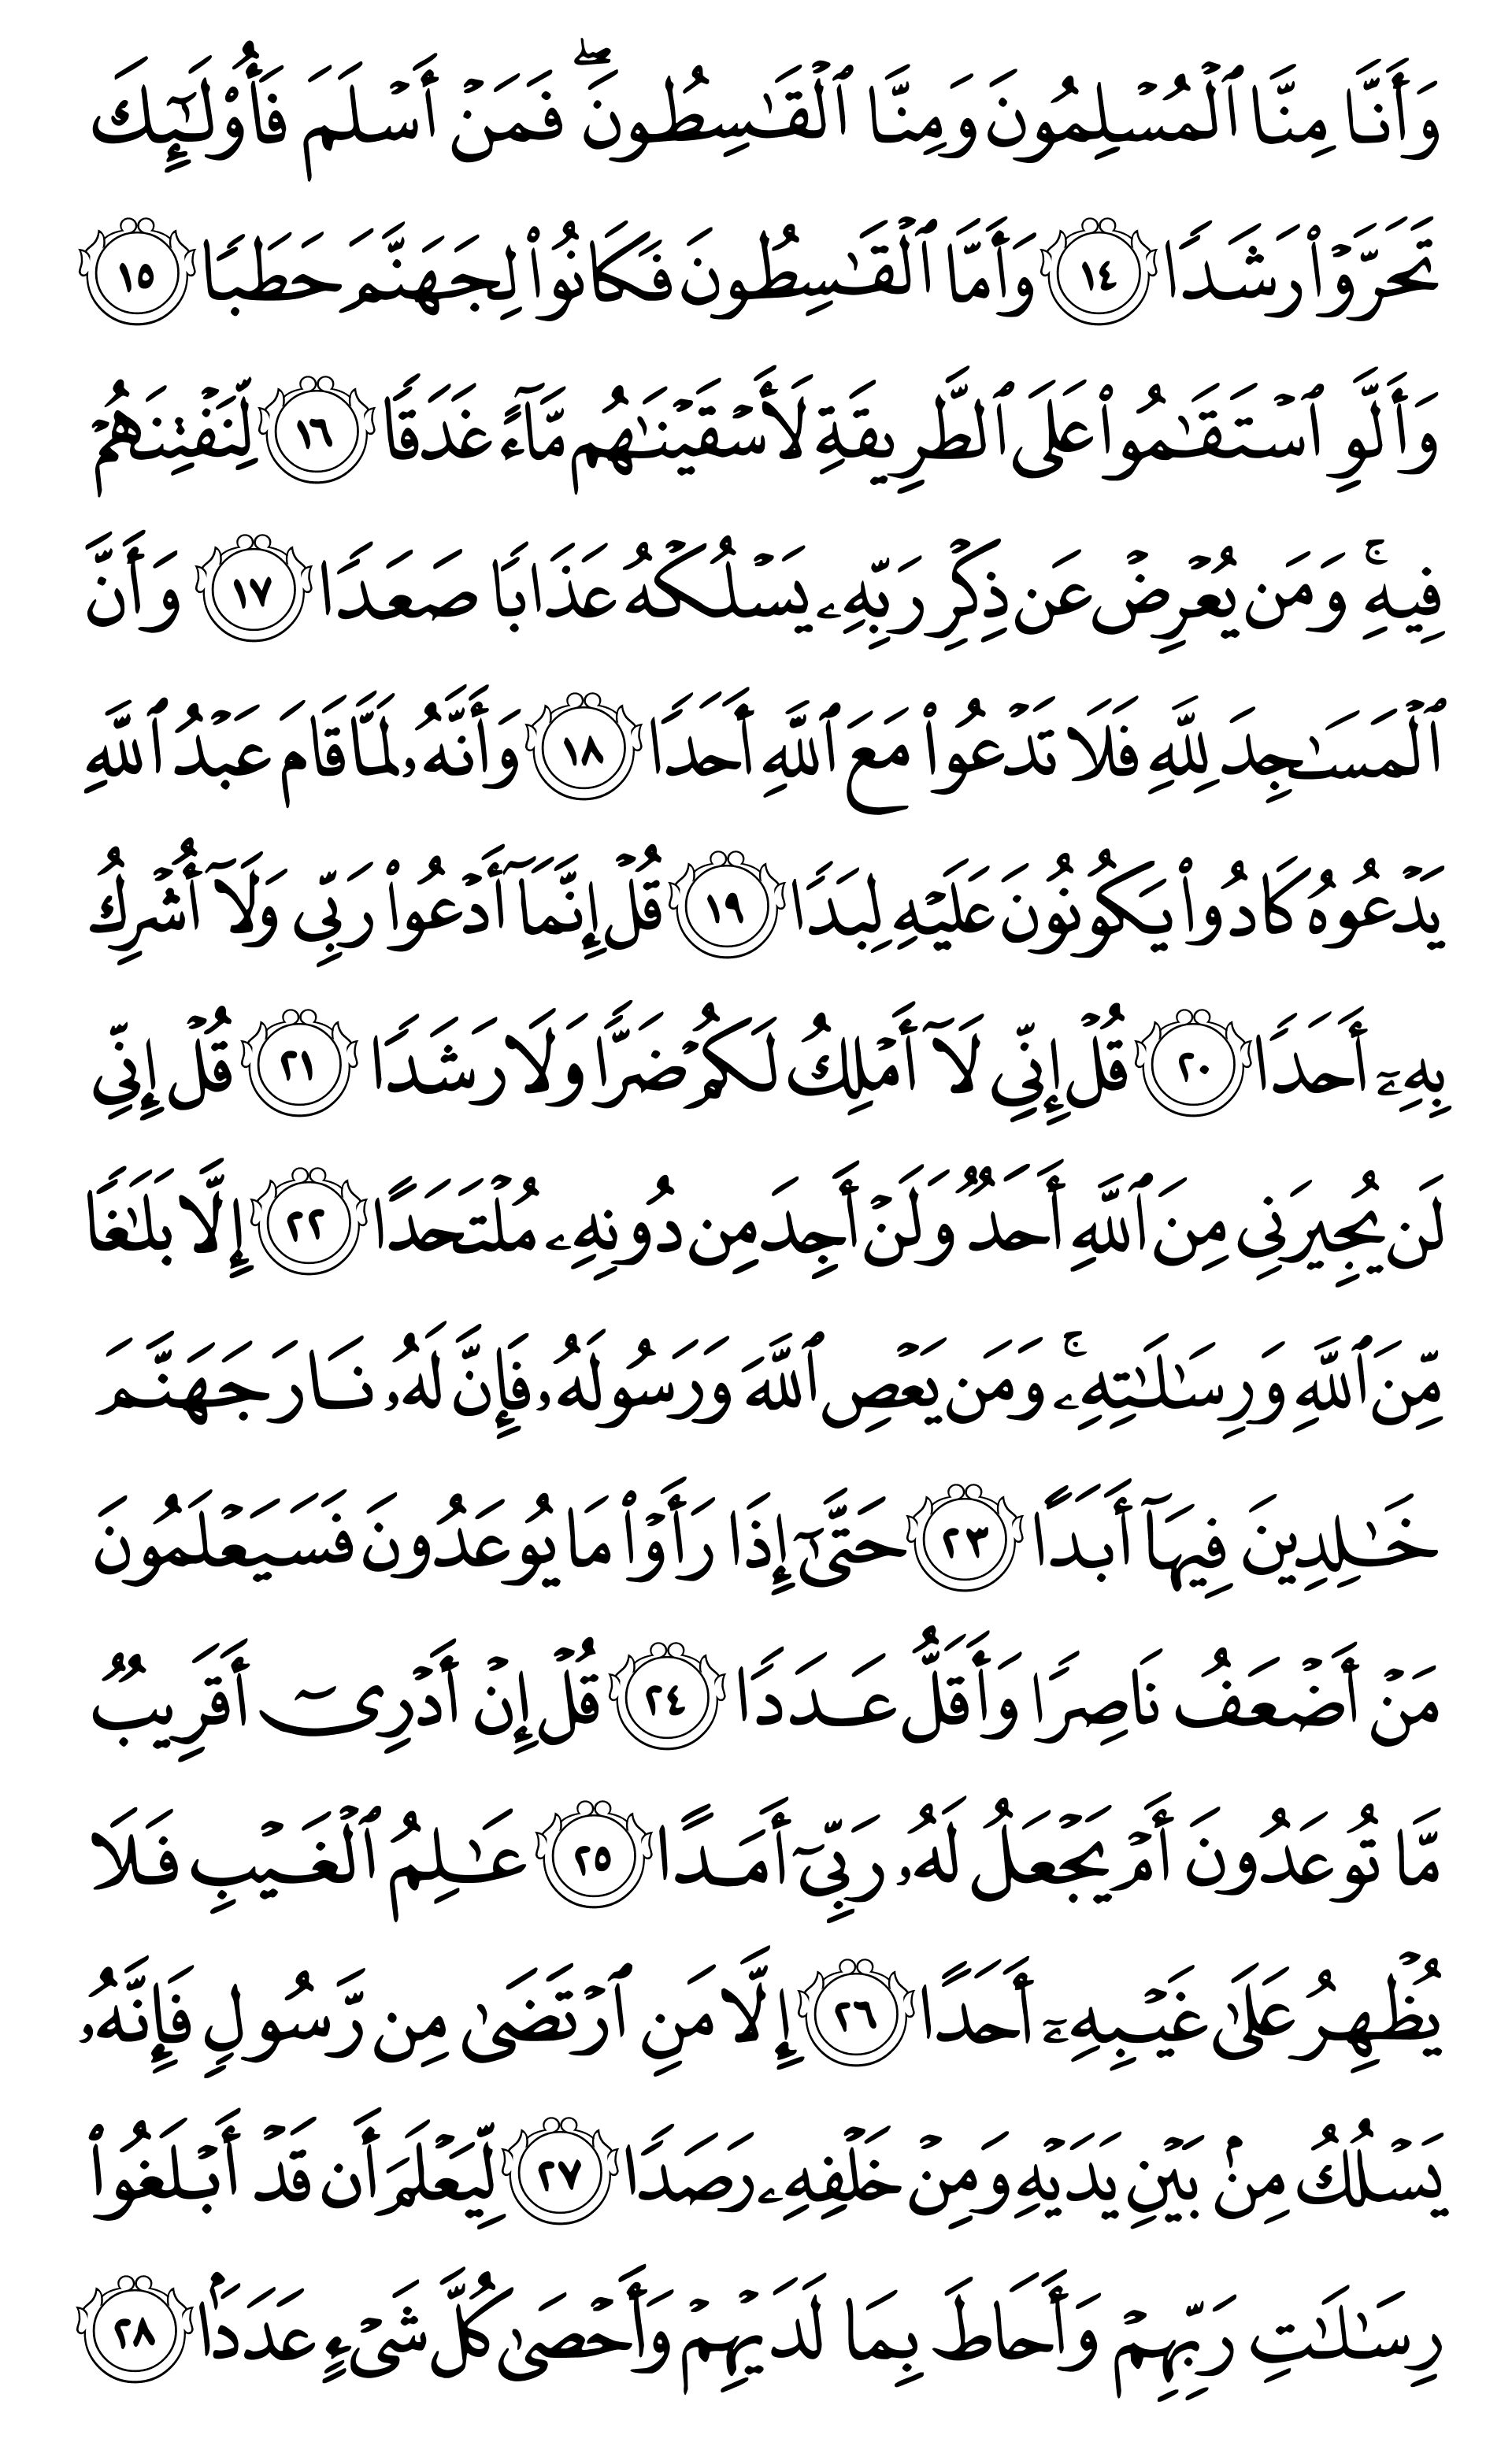 وَأَنَّا مِنَّا ٱلْمُسْلِمُونَ وَمِنَّا ٱلْقَٰسِطُونَ ۖ فَمَنْ أَسْلَمَ فَأُو۟لَٰٓئِكَ
تَحَرَّوْا۟ رَشَدًا ١٤ وَأَمَّا ٱلْقَٰسِطُونَ فَكَانُوا۟ لِجَهَنَّمَ حَطَبًا ١٥
وَأَلَّوِ ٱسْتَقَٰمُوا۟ عَلَى ٱلطَّرِيقَةِ لَأَسْقَيْنَٰهُم مَّآءً غَدَقًا ١٦ لِّنَفْتِنَهُمْ
فِيهِ ۚ وَمَن يُعْرِضْ عَن ذِكْرِ رَبِّهِۦ يَسْلُكْهُ عَذَابًا صَعَدًا ١٧ وَأَنَّ
ٱلْمَسَٰجِدَ لِلَّهِ فَلَا تَدْعُوا۟ مَعَ ٱللَّهِ أَحَدًا ١٨ وَأَنَّهُۥ لَمَّا قَامَ عَبْدُ ٱللَّهِ
يَدْعُوهُ كَادُوا۟ يَكُونُونَ عَلَيْهِ لِبَدًا ١٩ قُلْ إِنَّمَآ أَدْعُوا۟ رَبِّى وَلَآ أُشْرِكُ
بِهِۦٓ أَحَدًا ٢٠ قُلْ إِنِّى لَآ أَمْلِكُ لَكُمْ ضَرًّا وَلَا رَشَدًا ٢١ قُلْ إِنِّى
لَن يُجِيرَنِى مِنَ ٱللَّهِ أَحَدٌ وَلَنْ أَجِدَ مِن دُونِهِۦ مُلْتَحَدًا ٢٢ إِلَّا بَلَٰغًا
مِّنَ ٱللَّهِ وَرِسَٰلَٰتِهِۦ ۚ وَمَن يَعْصِ ٱللَّهَ وَرَسُولَهُۥ فَإِنَّ لَهُۥ نَارَ جَهَنَّمَ
خَٰلِدِينَ فِيهَآ أَبَدًا ٢٣ حَتَّىٰٓ إِذَا رَأَوْا۟ مَا يُوعَدُونَ فَسَيَعْلَمُونَ
مَنْ أَضْعَفُ نَاصِرًا وَأَقَلُّ عَدَدًا ٢٤ قُلْ إِنْ أَدْرِىٓ أَقَرِيبٌ
مَّا تُوعَدُونَ أَمْ يَجْعَلُ لَهُۥ رَبِّىٓ أَمَدًا ٢٥ عَٰلِمُ ٱلْغَيْبِ فَلَا
يُظْهِرُ عَلَىٰ غَيْبِهِۦٓ أَحَدًا ٢٦ إِلَّا مَنِ ٱرْتَضَىٰ مِن رَّسُولٍ فَإِنَّهُۥ
يَسْلُكُ مِنۢ بَيْنِ يَدَيْهِ وَمِنْ خَلْفِهِۦ رَصَدًا ٢٧ لِّيَعْلَمَ أَن قَدْ أَبْلَغُوا۟
رِسَٰلَٰتِ رَبِّهِمْ وَأَحَاطَ بِمَا لَدَيْهِمْ وَأَحْصَىٰ كُلَّ شَىْءٍ عَدَدَۢا ٢٨